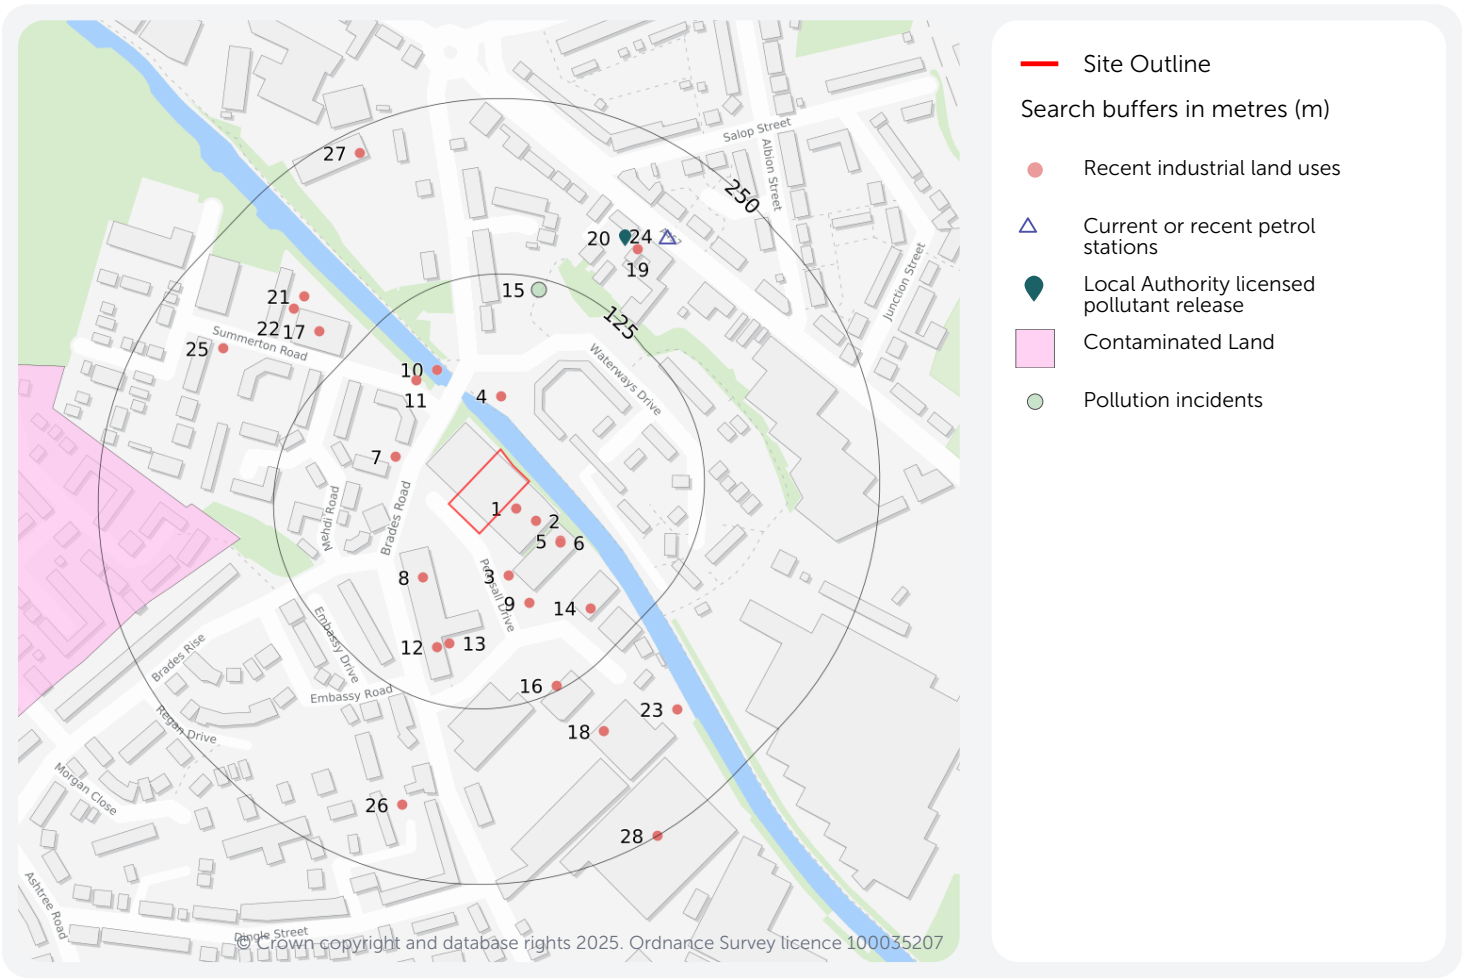 Site Outline
Search buffers in metres (m)
Recent industrial land uses
Current or recent petrol
stations
Local Authority licensed
pollutant release
Contaminated Land
Pollution incidents
Salop Street
Albion Street
27
250
20
24
19
Junction Street
15
21
22
17
125
Summerton Road
25
10
11
4
Waterways Drive
7
Mehdi Road
Brades Road
1
2
5
6
8
3
9
14
12
13
Embassy Drive
Brades Rise
Embassy Road
16
Regan Drive
23
18
Morgan Close
26
28
Ashtree Road
Dingle Street
© Crown copyright and database rights 2025. Ordnance Survey licence 100035207